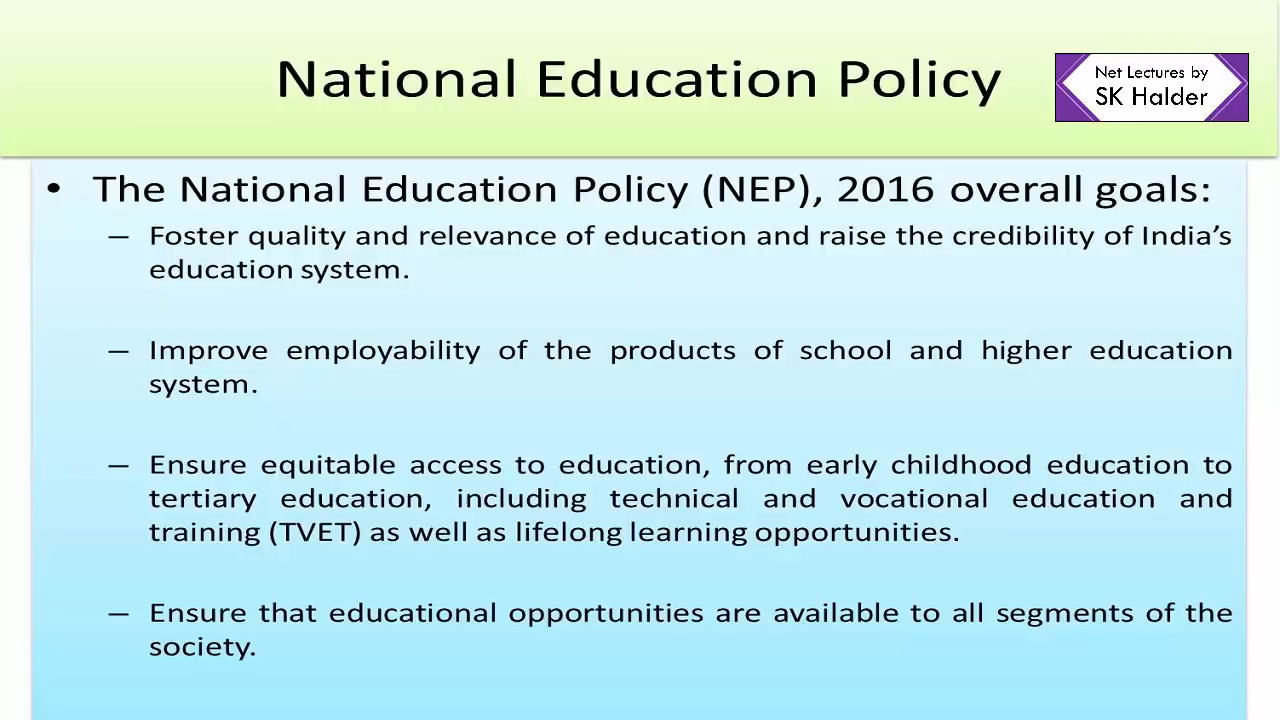 National Education Policy
Net Lectures by
SK Halder
• The National Education Policy (NEP), 2016 overall goals:
– Foster quality and relevance of education and raise the credibility of India’s
education system.
– Improve employability of the products of school and higher education
system.
– Ensure equitable access to education, from early childhood education to
tertiary education, including technical and vocational education and
training (TVET) as well as lifelong learning opportunities.
– Ensure that educational opportunities are available to all segments of the
society.